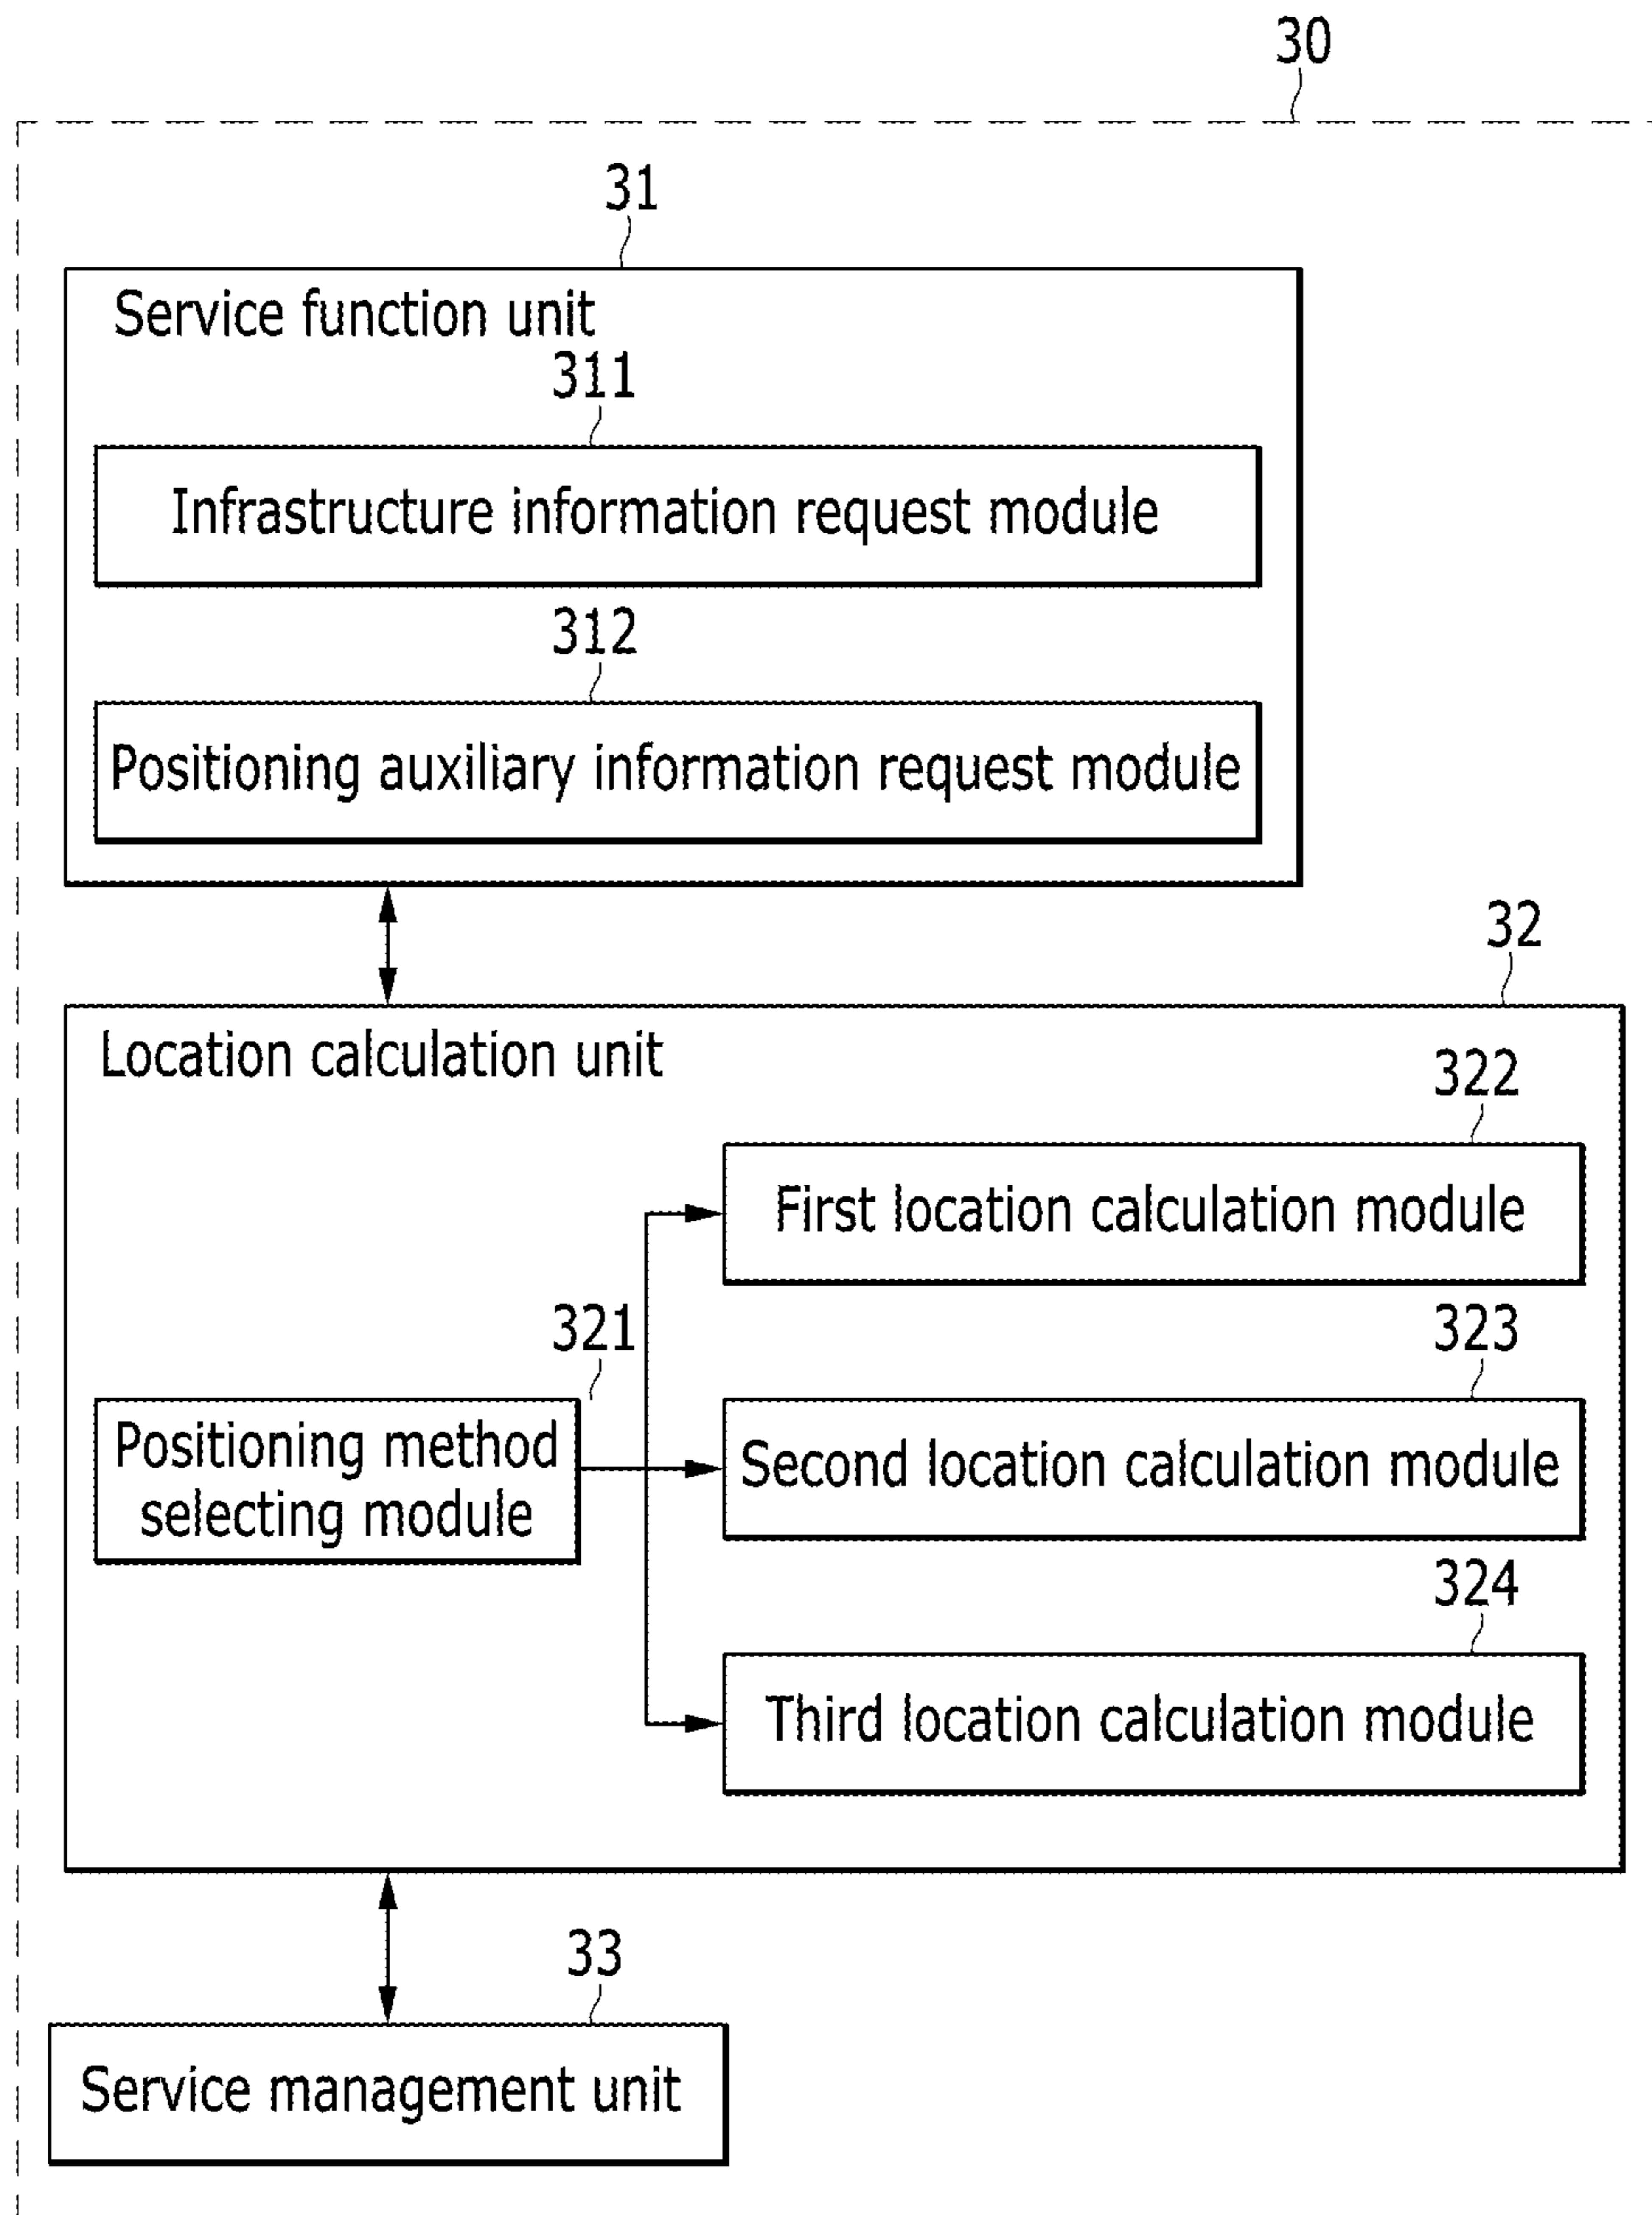 30
31
Service function unit
311
Infrastructure information request module
312
Positioning auxiliary information request module
32
Location calculation unit
322
First location calculation module
321
323
Positioning method
selecting module
Second location calculation module
324
Third location calculation module
33
Service management unit